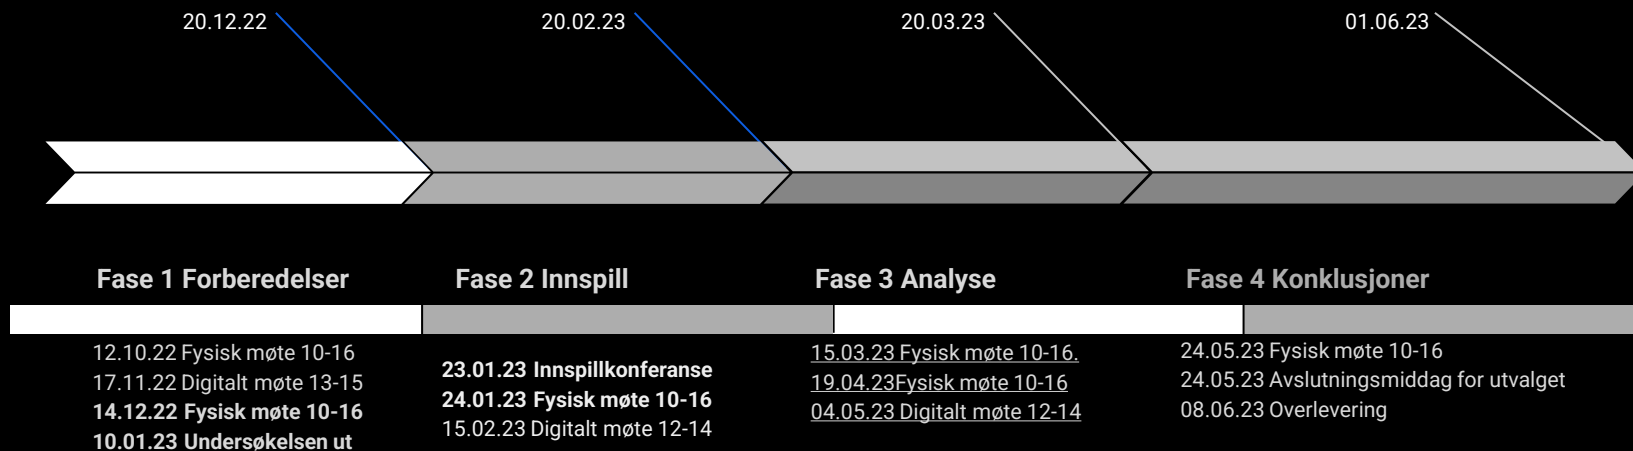 20.12.22
20.02.23
20.03.23
01.06.23
Fase 1 Forberedelser
12.10.22 Fysisk møte 10-16
17.11.22 Digitalt møte 13-15
14.12.22 Fysisk møte 10-16
10.01.23 Undersøkelsen ut
Fase 2 Innspill
23.01.23 Innspillkonferanse
24.01.23 Fysisk møte 10-16
15.02.23 Digitalt møte 12-14
Fase 3 Analyse
15.03.23 Fysisk møte 10-16.
19.04.23Fysisk møte 10-16
04.05.23 Digitalt møte 12-14
Fase 4 Konklusjoner
24.05.23 Fysisk møte 10-16
24.05.23 Avslutningsmiddag for utvalget
08.06.23 Overlevering